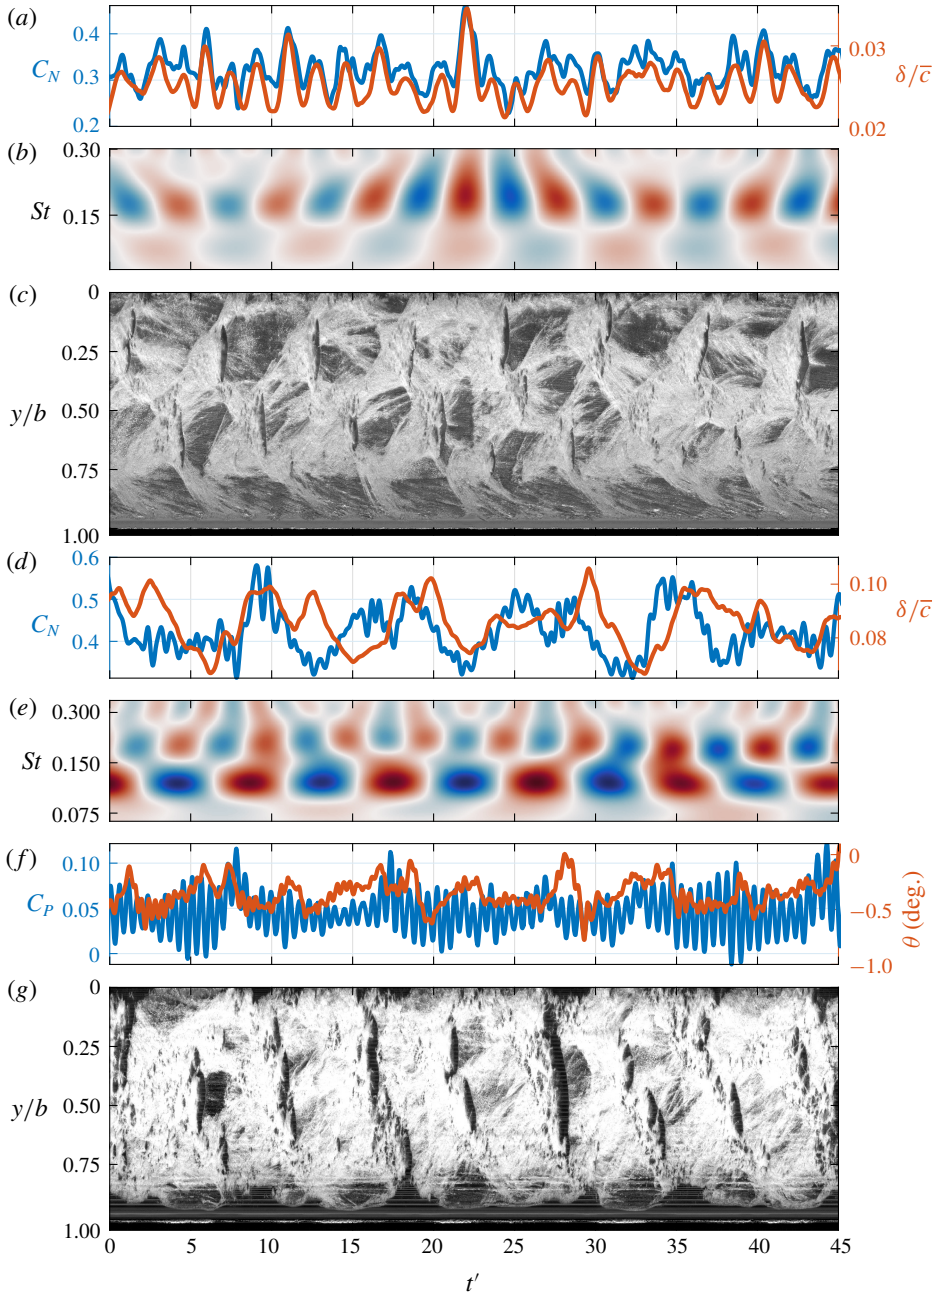 (a)
0.4
0.3
0.2
C_N
0.03
0.02
δ/c̅
(b)
0.30
0.15
St
(c)
0
0.25
0.50
0.75
1.00
y/b
(d)
0.6
0.5
0.4
C_N
0.10
0.08
δ/c̅
(e)
0.300
0.150
0.075
St
(f)
0.10
0.05
0
C_P
0
−0.5
−1.0
θ (deg.)
(g)
0
0.25
0.50
0.75
1.00
y/b
0 5 10 15 20 25 30 35 40 45
t′